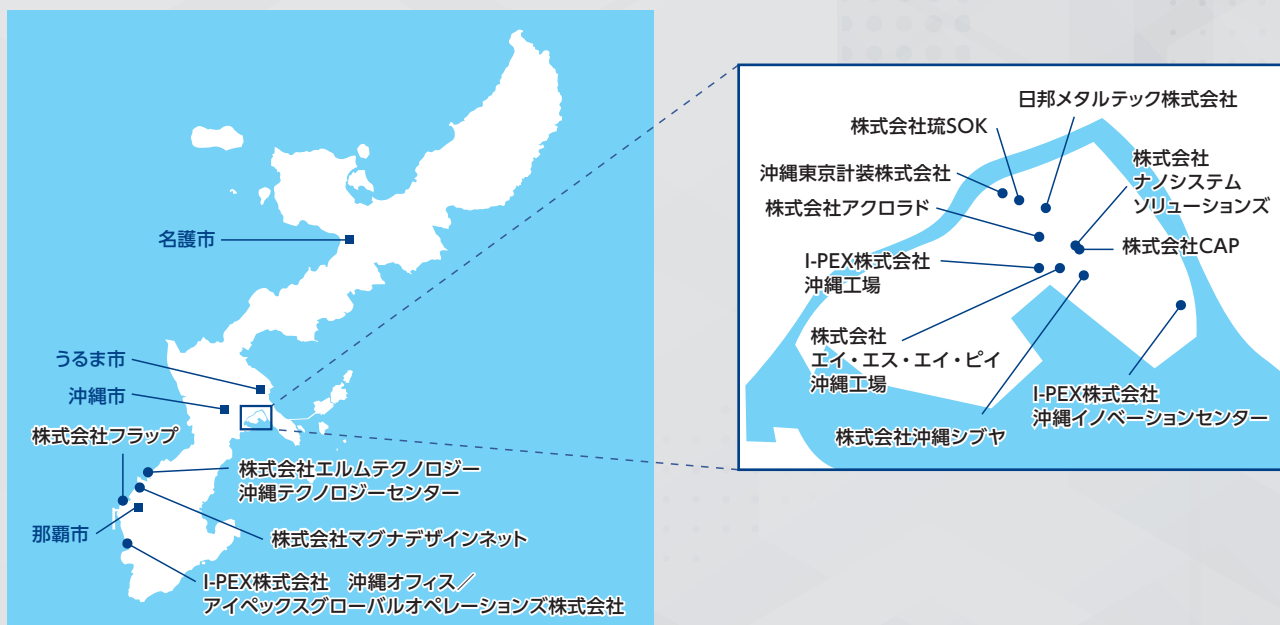 名護市
うるま市
沖縄市
株式会社フラップ
株式会社エルムテクノロジー
沖縄テクノロジーセンター
那覇市
株式会社マグナデザインネット
I-PEX株式会社　沖縄オフィス／
アイペックスグローバルオペレーションズ株式会社
日邦メタルテック株式会社
株式会社琉SOK
株式会社
ナノシステム
ソリューションズ
沖縄東京計装株式会社
株式会社アクロラド
株式会社CAP
I-PEX株式会社
沖縄工場
株式会社
エイ・エス・エイ・ピイ
沖縄工場
I-PEX株式会社
沖縄イノベーションセンター
株式会社沖縄シブヤ